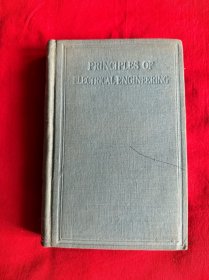 PRINCIPLES OF
ELECTRICAL ENGINEERING